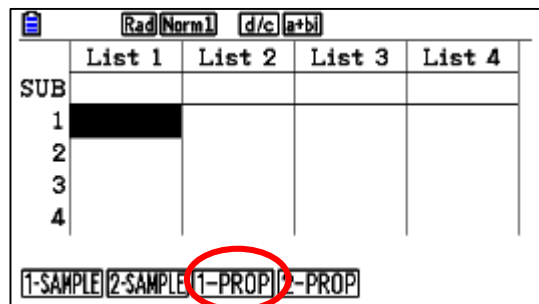 Rad Norm1 d/c a+bi
List 1 List 2 List 3 List 4
SUB
1
2
3
4
1-SAMPLE 2-SAMPLE 1-PROP 2-PROP